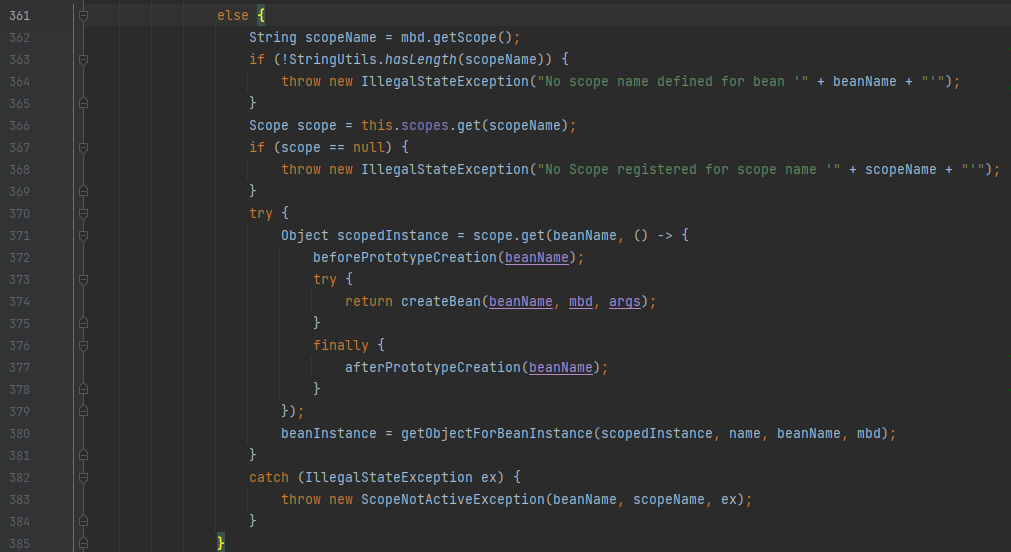 361 else {
362 String scopeName = mbd.getScope();
363 if (!StringUtils.hasLength(scopeName)) {
364 throw new IllegalStateException("No scope name defined for bean '" + beanName + "'");
365 }
366 Scope scope = this.scopes.get(scopeName);
367 if (scope == null) {
368 throw new IllegalStateException("No Scope registered for scope name '" + scopeName + "'");
369 }
370 try {
371 Object scopedInstance = scope.get(beanName, () -> {
372 beforePrototypeCreation(beanName);
373 try {
374 return createBean(beanName, mbd, args);
375 }
376 finally {
377 afterPrototypeCreation(beanName);
378 }
379 });
380 beanInstance = getObjectForBeanInstance(scopedInstance, name, beanName, mbd);
381 }
382 catch (IllegalStateException ex) {
383 throw new ScopeNotActiveException(beanName, scopeName, ex);
384 }
385 }